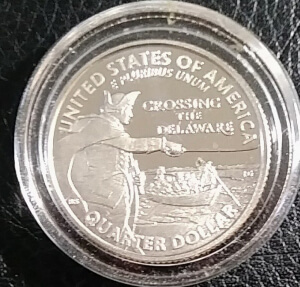 UNITED STATES OF AMERICA
E PLURIBUS UNUM
CROSSING
THE
DELAWARE
QUARTER DOLLAR